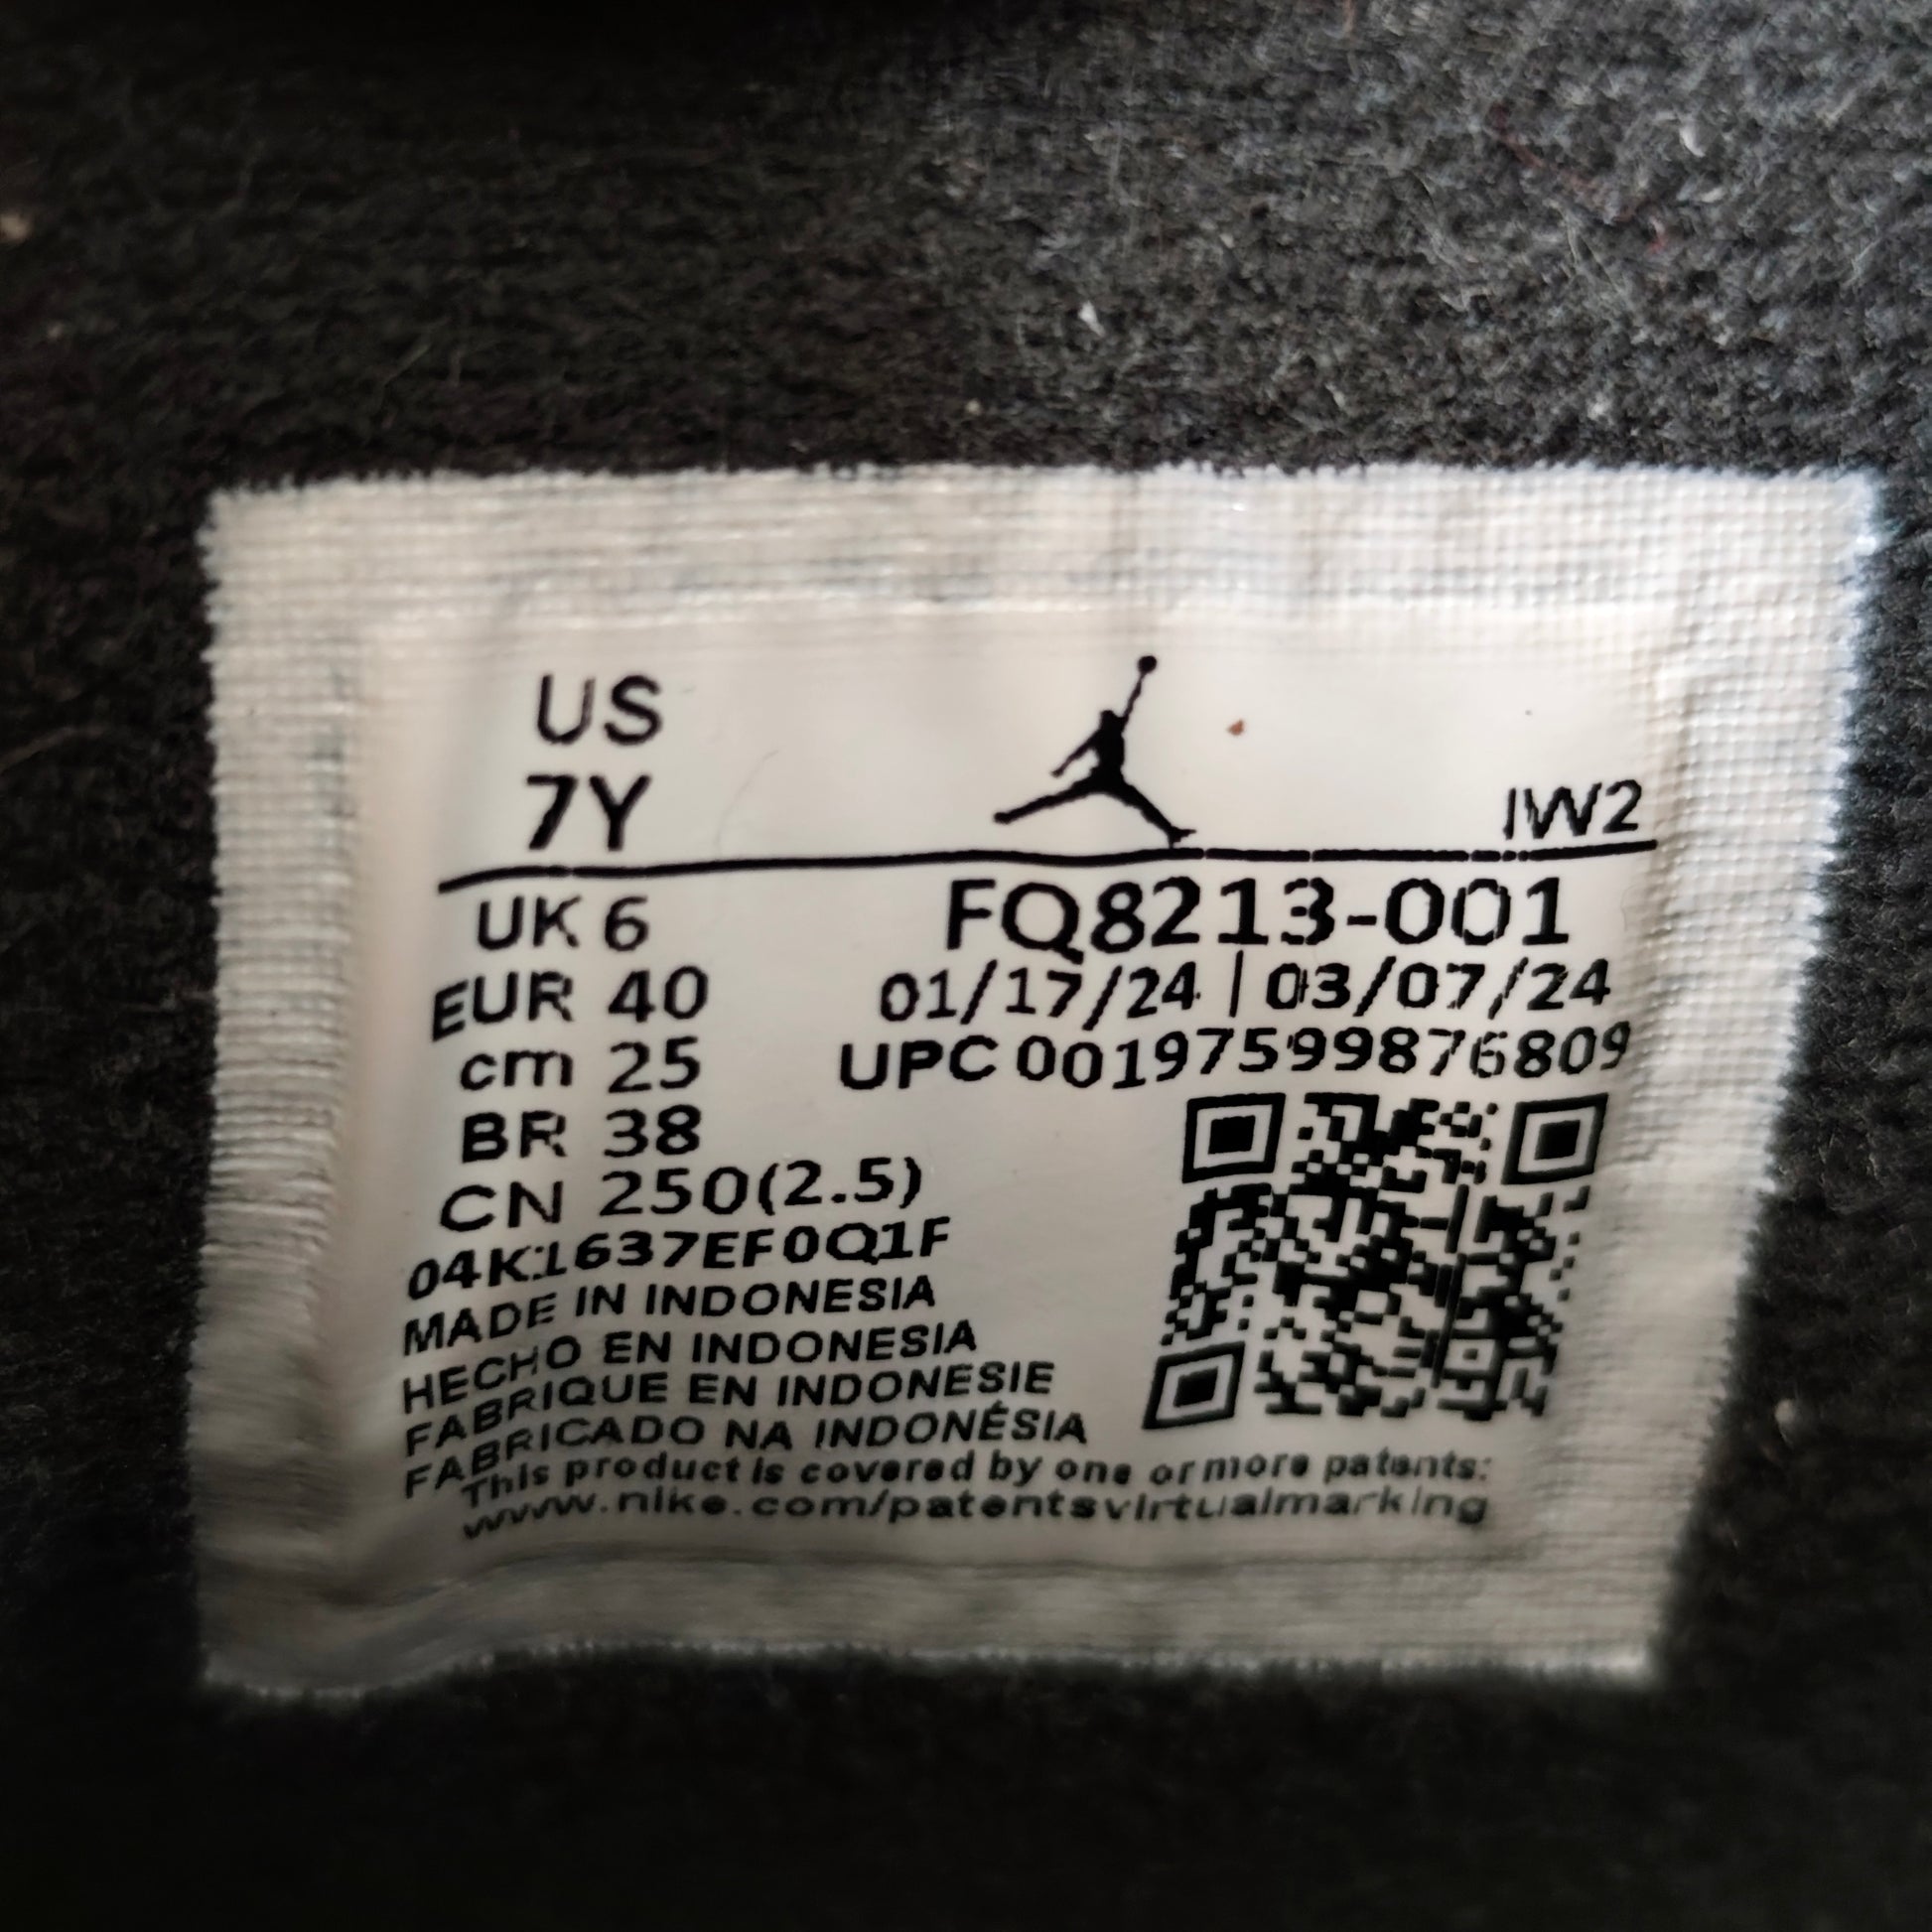 US
7Y
IW2
UK 6
FQ8213-001
EUR 40
01/17/24 | 03/07/24
cm 25
UPC 00197599876809
BR 38
CN 250(2.5)
04K1637EF0Q1F
MADE IN INDONESIA
HECHO EN INDONESIA
FABRIQUE EN INDONESIE
FABRICADO NA INDONÉSIA
This product is covered by one or more patents:
www.nike.com/patentsvirtualmarking